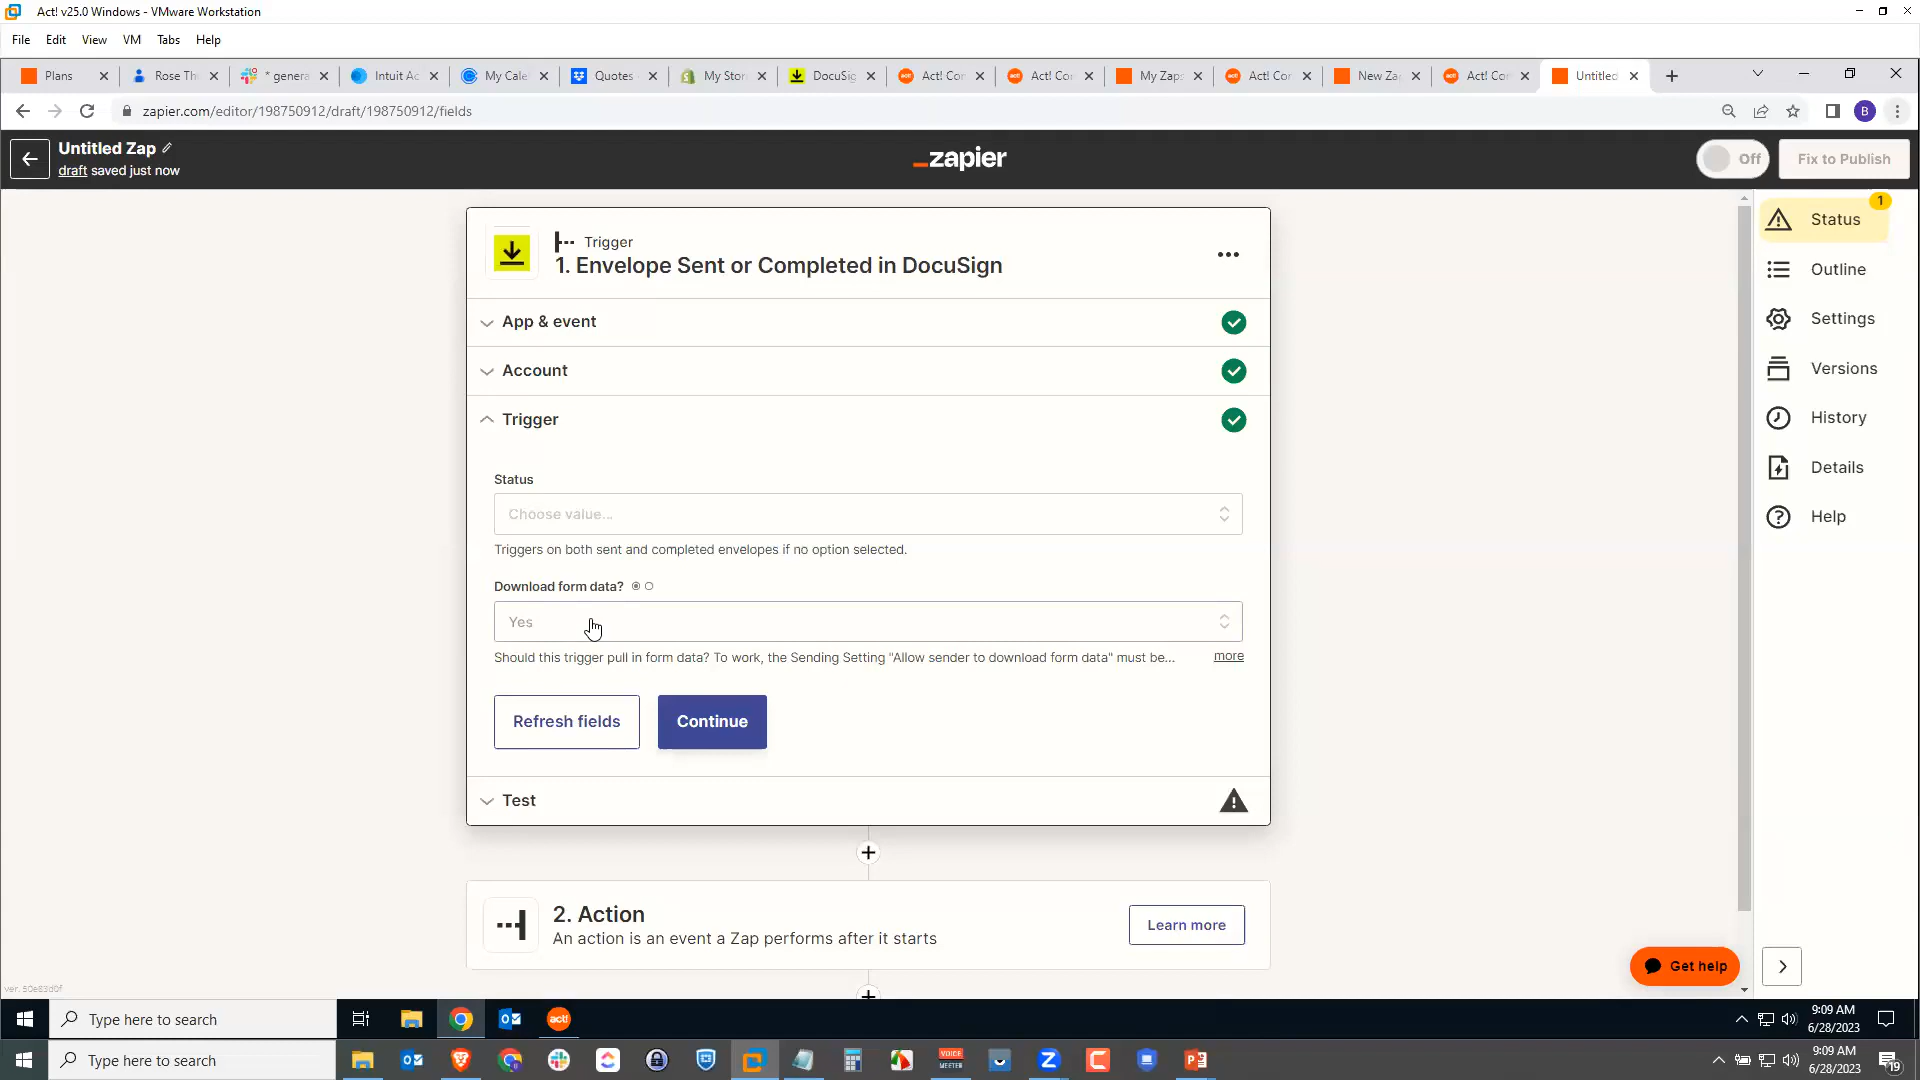 Act! v25.0 Windows - VMware Workstation
File Edit View VM Tabs Help
Plans
Rose Th
* genera
Intuit Ac
My Cale
Quotes -
My Stor
DocuSig
Act! Cor
Act! Cor
My Zaps
Act! Cor
New Zap
Act! Cor
Untitled
zapier.com/editor/198750912/draft/198750912/fields
B
Untitled Zap
draft saved just now
zapier
Off
Fix to Publish
Trigger
1. Envelope Sent or Completed in DocuSign
App & event
Account
Trigger
Status
Choose value...
Triggers on both sent and completed envelopes if no option selected.
Download form data?
Yes
Should this trigger pull in form data? To work, the Sending Setting "Allow sender to download form data" must be...
more
Refresh fields
Continue
Test
2. Action
An action is an event a Zap performs after it starts
Learn more
1
Status
Outline
Settings
Versions
History
Details
Help
Get help
ver. 50e83d0f
Type here to search
act!
9:09 AM
6/28/2023
Type here to search
VOICE
MEETER
9:09 AM
6/28/2023
19